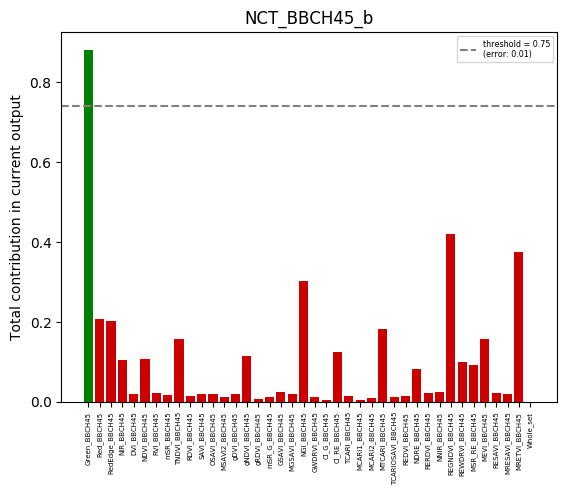 NCT_BBCH45_b
threshold = 0.75
(error: 0.01)
Total contribution in current output
0.8
0.6
0.4
0.2
0.0
Green_BBCH45
Red_BBCH45
RedEdge_BBCH45
NIR_BBCH45
DVI_BBCH45
NDVI_BBCH45
RVI_BBCH45
mSR_BBCH45
TNDVI_BBCH45
RDVI_BBCH45
SAVI_BBCH45
OSAVI_BBCH45
MSAVI2_BBCH45
gDVI_BBCH45
gNDVI_BBCH45
gRDVI_BBCH45
mSR_G_BBCH45
GSAVI_BBCH45
MGSAVI_BBCH45
NGI_BBCH45
GWDRVI_BBCH45
CI_G_BBCH45
CI_RE_BBCH45
TCARI_BBCH45
MCARI1_BBCH45
MCARI2_BBCH45
MTCARI_BBCH45
TCARIOSAVI_BBCH45
REDVI_BBCH45
NDRE_BBCH45
RERDVI_BBCH45
NNIR_BBCH45
REGNDVI_BBCH45
REWDRVI_BBCH45
MSR_RE_BBCH45
MEVI_BBCH45
RESAVI_BBCH45
MRESAVI_BBCH45
MRETVI_BBCH45
Whole_set